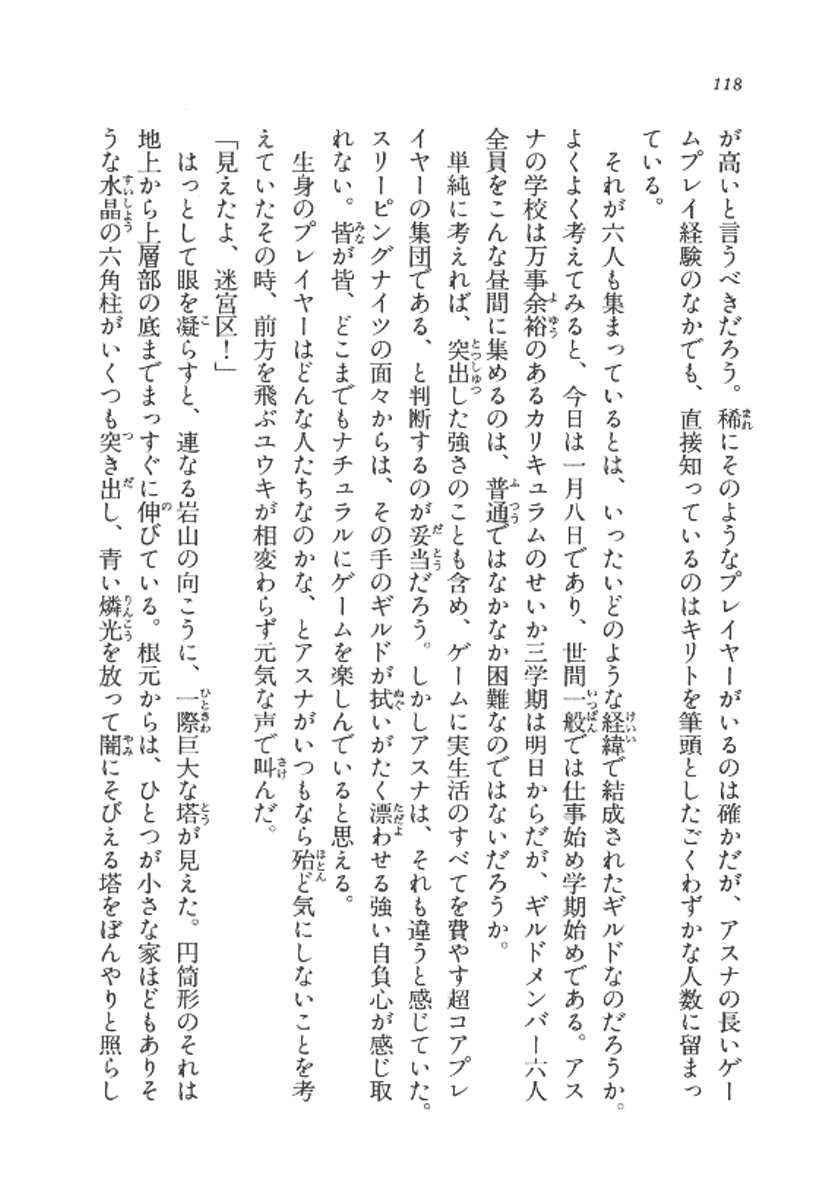 118
が高いと言うべきだろう。稀にそのようなプレイヤーがいるのは確かだが、アスナの長いゲー
ムプレイ経験のなかでも、直接知っているのはキリトを筆頭としたごくわずかな人数に留まっ
ている。
それが六人も集まっているとは、いったいどのような経緯で結成されたギルドなのだろうか。
よくよく考えてみると、今日は一月八日であり、世間一般では仕事始め学期始めである。アス
ナの学校は万事余裕のあるカリキュラムのせいか三学期は明日からだが、ギルドメンバー六人
全員をこんな昼間に集めるのは、普通ではなかなか困難なのではないだろうか。
単純に考えれば、突出した強さのことも含め、ゲームに実生活のすべてを費やす超コアプレ
イヤーの集団である、と判断するのが妥当だろう。しかしアスナは、それも違うと感じていた。
スリーピングナイツの面々からは、その手のギルドが拭いがたく漂わせる強い自負心が感じ取
れない。皆が皆、どこまでもナチュラルにゲームを楽しんでいると思える。
生身のプレイヤーはどんな人たちなのかな、とアスナがいつもなら殆ど気にしないことを考
えていたその時、前方を飛ぶユウキが相変わらず元気な声で叫んだ。
「見えたよ、迷宮区！」
はっとして眼を凝らすと、連なる岩山の向こうに、一際巨大な塔が見えた。円筒形のそれは
地上から上層部の底までまっすぐに伸びている。根元からは、ひとつが小さな家ほどもありそ
うな水晶の六角柱がいくつも突き出し、青い燐光を放って闇にそびえる塔をぼんやりと照らし